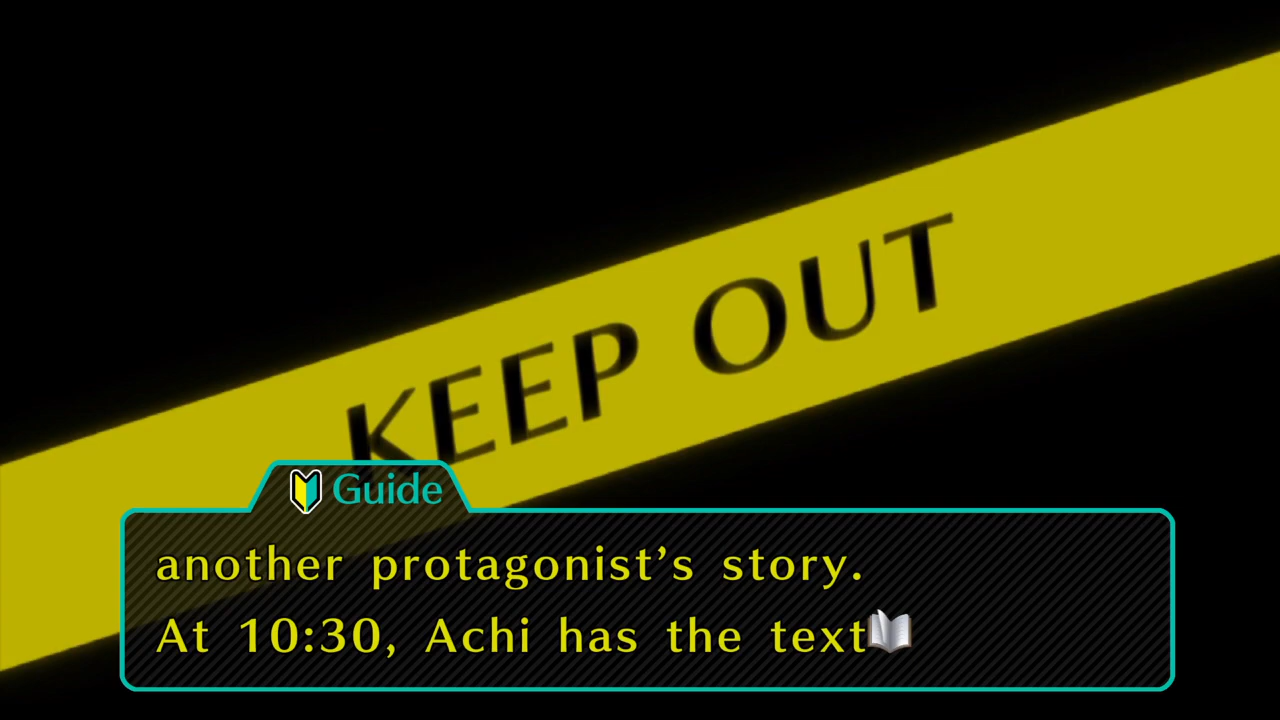 KEEP OUT
Guide
another protagonist’s story.
At 10:30, Achi has the text